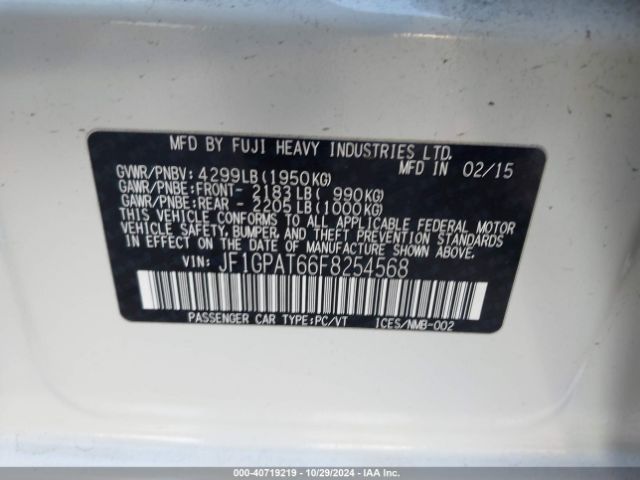 MFD BY FUJI HEAVY INDUSTRIES LTD.
GVWR/PNBV: 4299LB(1950KG) MFD IN 02/15
GAWR/PNBE:FRONT- 2183LB( 990KG)
GAWR/PNBE:REAR - 2205LB(1000KG)
THIS VEHICLE CONFORMS TO ALL APPLICABLE FEDERAL MOTOR
VEHICLE SAFETY, BUMPER, AND THEFT PREVENTION STANDARDS
IN EFFECT ON THE DATE OF MANUFACTURE SHOWN ABOVE.
VIN: JF1GPAT66F8254568
PASSENGER CAR TYPE:PC/VT ICES/NMB-002
000-40719219 - 10/29/2024 - IAA Inc.